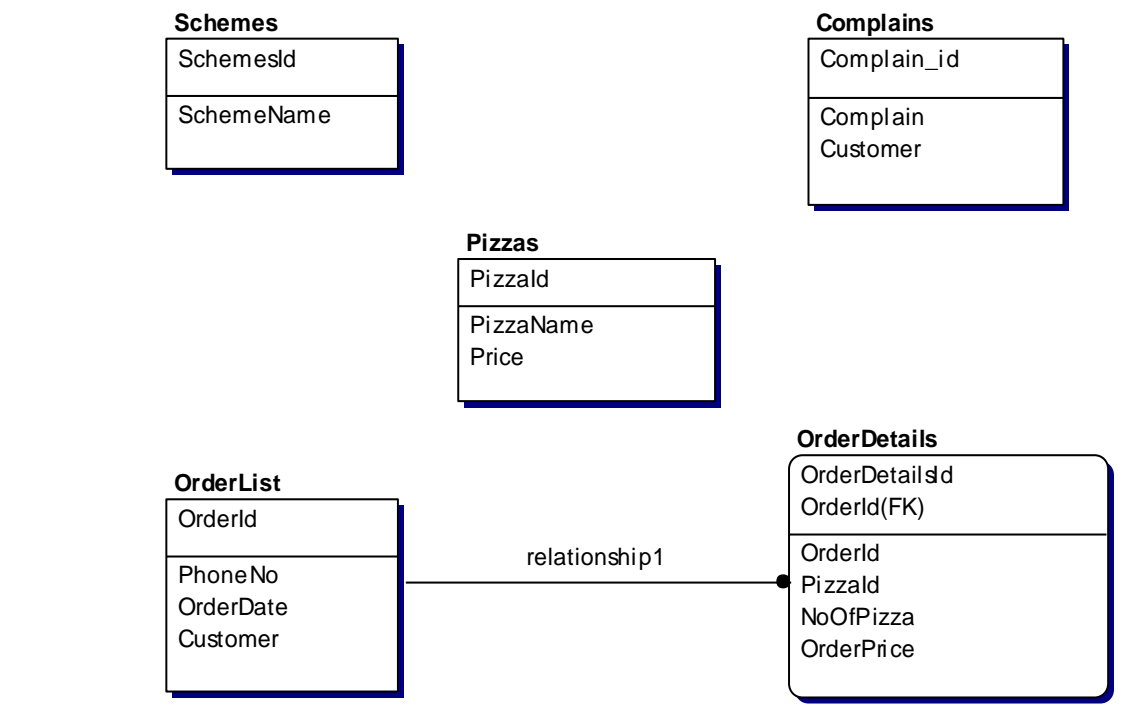 Schemes
SchemesId
SchemeName
Complains
Complain_id
Complain
Customer
Pizzas
PizzaId
PizzaName
Price
OrderList
OrderId
PhoneNo
OrderDate
Customer
relationship1
OrderDetails
OrderDetailsId
OrderId(FK)
OrderId
PizzaId
NoOfPizza
OrderPrice